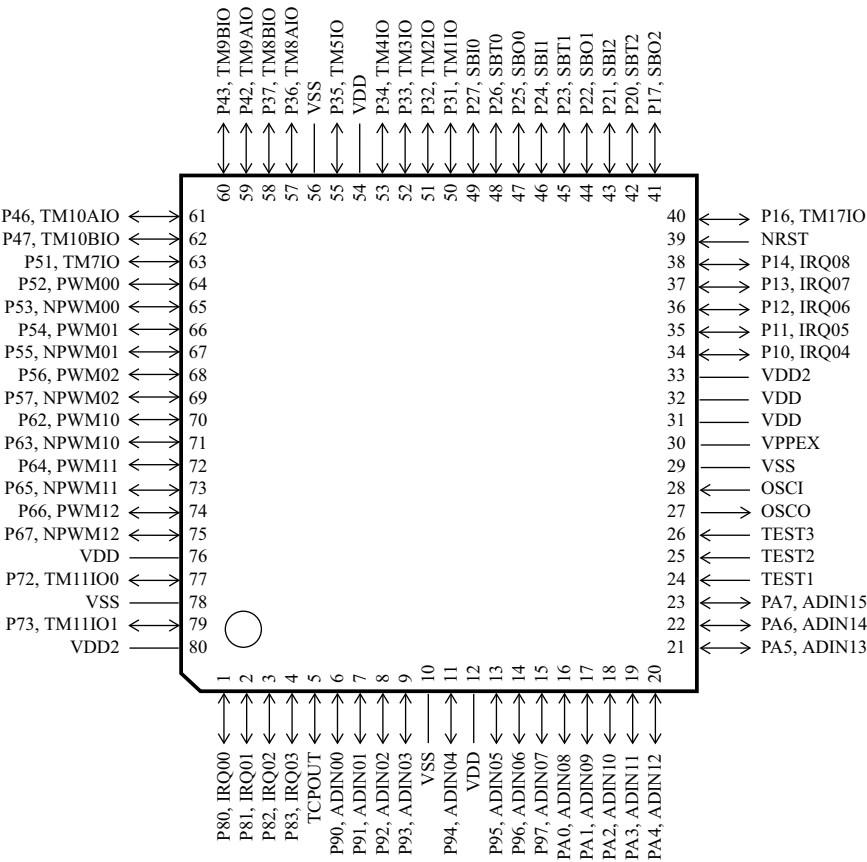 P43, TM9BIO
P42, TM9AIO
P37, TM8BIO
P36, TM8AIO
VSS
P35, TM5IO
VDD
P34, TM4IO
P33, TM3IO
P32, TM2IO
P31, TM1IO
P27, SBI0
P26, SBT0
P25, SBO0
P24, SBI1
P23, SBT1
P22, SBO1
P21, SBI2
P20, SBT2
P17, SBO2
60 59 58 57 56 55 54 53 52 51 50 49 48 47 46 45 44 43 42 41
P46, TM10AIO 61
P47, TM10BIO 62
P51, TM7IO 63
P52, PWM00 64
P53, NPWM00 65
P54, PWM01 66
P55, NPWM01 67
P56, PWM02 68
P57, NPWM02 69
P62, PWM10 70
P63, NPWM10 71
P64, PWM11 72
P65, NPWM11 73
P66, PWM12 74
P67, NPWM12 75
VDD 76
P72, TM11IO0 77
VSS 78
P73, TM11IO1 79
VDD2 80
40 P16, TM17IO
39 NRST
38 P14, IRQ08
37 P13, IRQ07
36 P12, IRQ06
35 P11, IRQ05
34 P10, IRQ04
33 VDD2
32 VDD
31 VDD
30 VPPEX
29 VSS
28 OSCI
27 OSCO
26 TEST3
25 TEST2
24 TEST1
23 PA7, ADIN15
22 PA6, ADIN14
21 PA5, ADIN13
1 2 3 4 5 6 7 8 9 10 11 12 13 14 15 16 17 18 19 20
P80, IRQ00
P81, IRQ01
P82, IRQ02
P83, IRQ03
TCPOUT
P90, ADIN00
P91, ADIN01
P92, ADIN02
P93, ADIN03
VSS
P94, ADIN04
VDD
P95, ADIN05
P96, ADIN06
P97, ADIN07
PA0, ADIN08
PA1, ADIN09
PA2, ADIN10
PA3, ADIN11
PA4, ADIN12